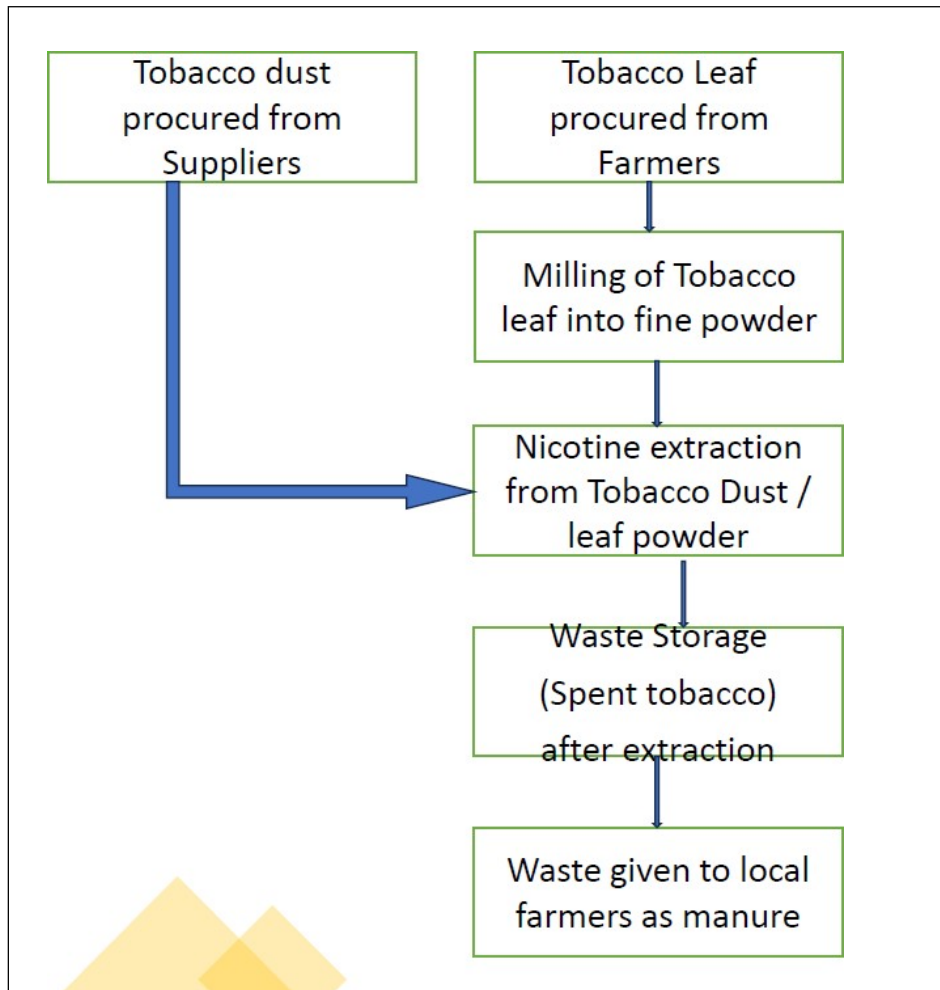 Tobacco dust
procured from
Suppliers
Tobacco Leaf
procured from
Farmers
Milling of Tobacco
leaf into fine powder
Nicotine extraction
from Tobacco Dust /
leaf powder
Waste Storage
(Spent tobacco)
after extraction
Waste given to local
farmers as manure